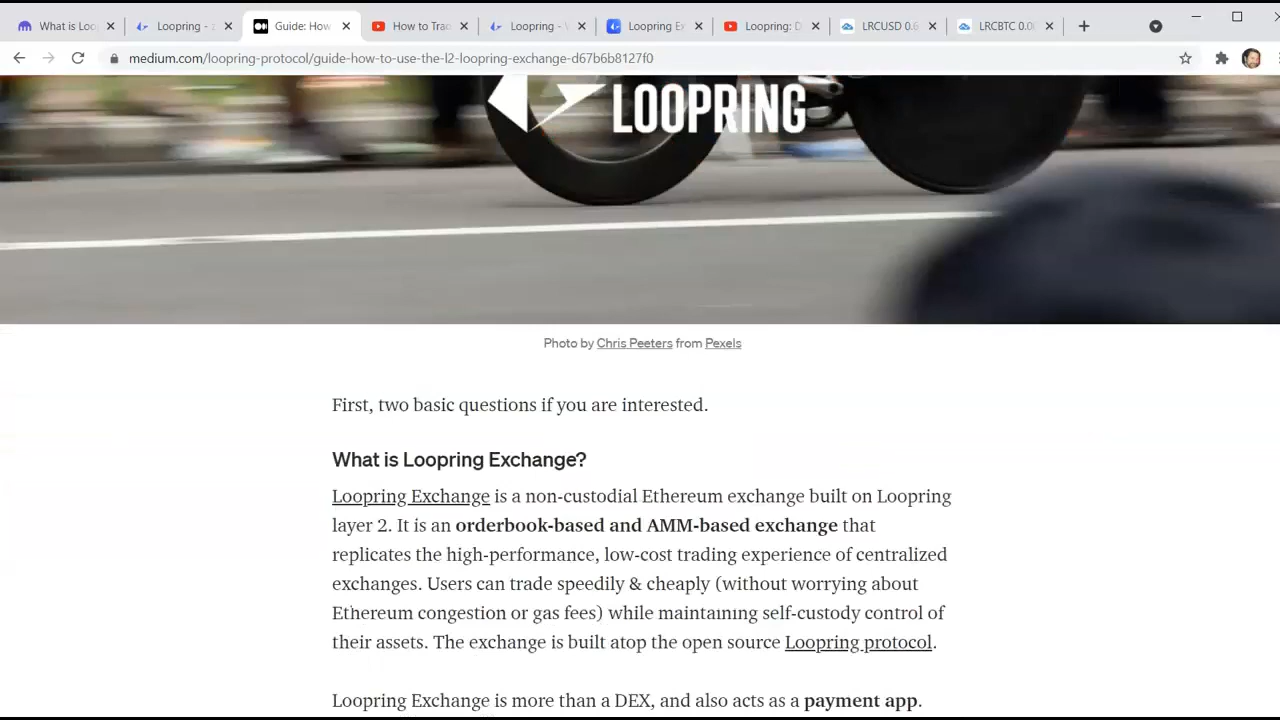 What is Loo
Loopring - z
Guide: How
How to Trad
Loopring - W
Loopring Ex
Loopring: D
LRCUSD 0.6
LRCBTC 0.0
medium.com/loopring-protocol/guide-how-to-use-the-l2-loopring-exchange-d67b6b8127f0
LOOPRING
Photo by Chris Peeters from Pexels
First, two basic questions if you are interested.
What is Loopring Exchange?
Loopring Exchange is a non-custodial Ethereum exchange built on Loopring
layer 2. It is an orderbook-based and AMM-based exchange that
replicates the high-performance, low-cost trading experience of centralized
exchanges. Users can trade speedily & cheaply (without worrying about
Ethereum congestion or gas fees) while maintaining self-custody control of
their assets. The exchange is built atop the open source Loopring protocol.
Loopring Exchange is more than a DEX, and also acts as a payment app.